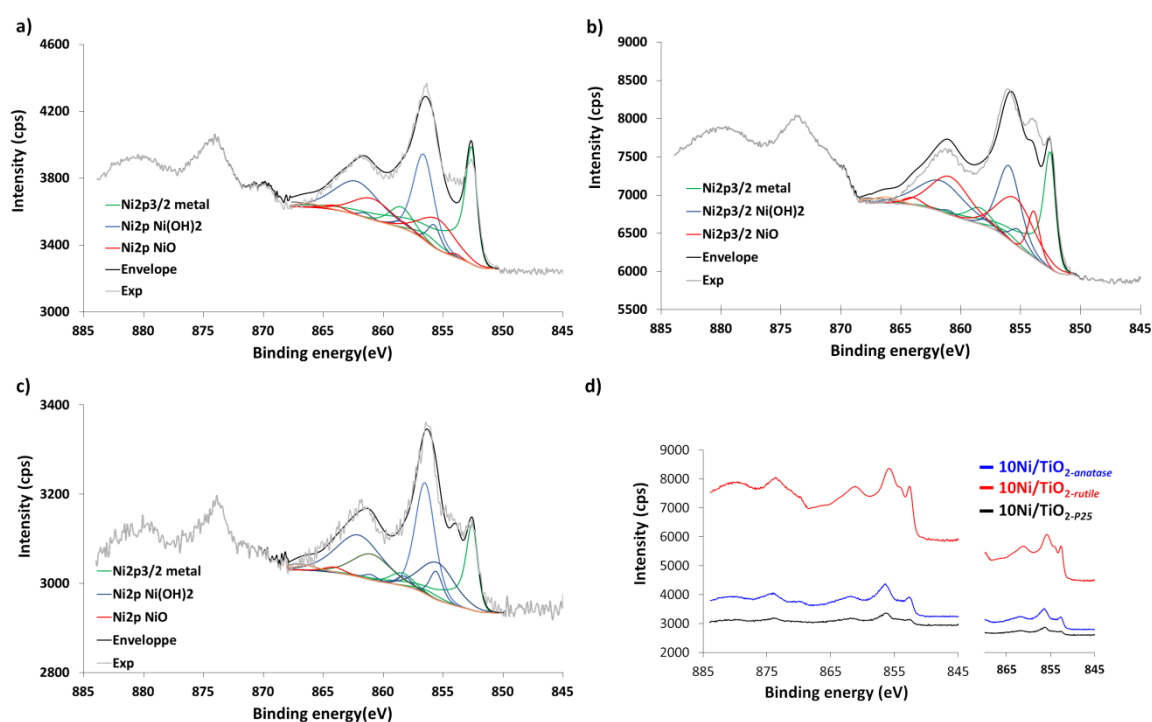 a)
Intensity (cps)
4600
4200
3800
3400
3000
Ni2p3/2 metal
Ni2p Ni(OH)2
Ni2p NiO
Envelope
Exp
885 880 875 870 865 860 855 850 845
Binding energy(eV)
b)
Intensity (cps)
9000
8500
8000
7500
7000
6500
6000
5500
Ni2p3/2 metal
Ni2p3/2 Ni(OH)2
Ni2p3/2 NiO
Envelope
Exp
885 880 875 870 865 860 855 850 845
Binding energy(eV)
c)
Intensity (cps)
3400
3200
3000
2800
Ni2p3/2 metal
Ni2p Ni(OH)2
Ni2p NiO
Enveloppe
Exp
885 880 875 870 865 860 855 850 845
Binding energy(eV)
d)
Intensity (cps)
9000
8000
7000
6000
5000
4000
3000
2000
10Ni/TiO2-anatase
10Ni/TiO2-rutile
10Ni/TiO2-P25
885 875 865 855 845
865 855 845
Binding energy (eV)